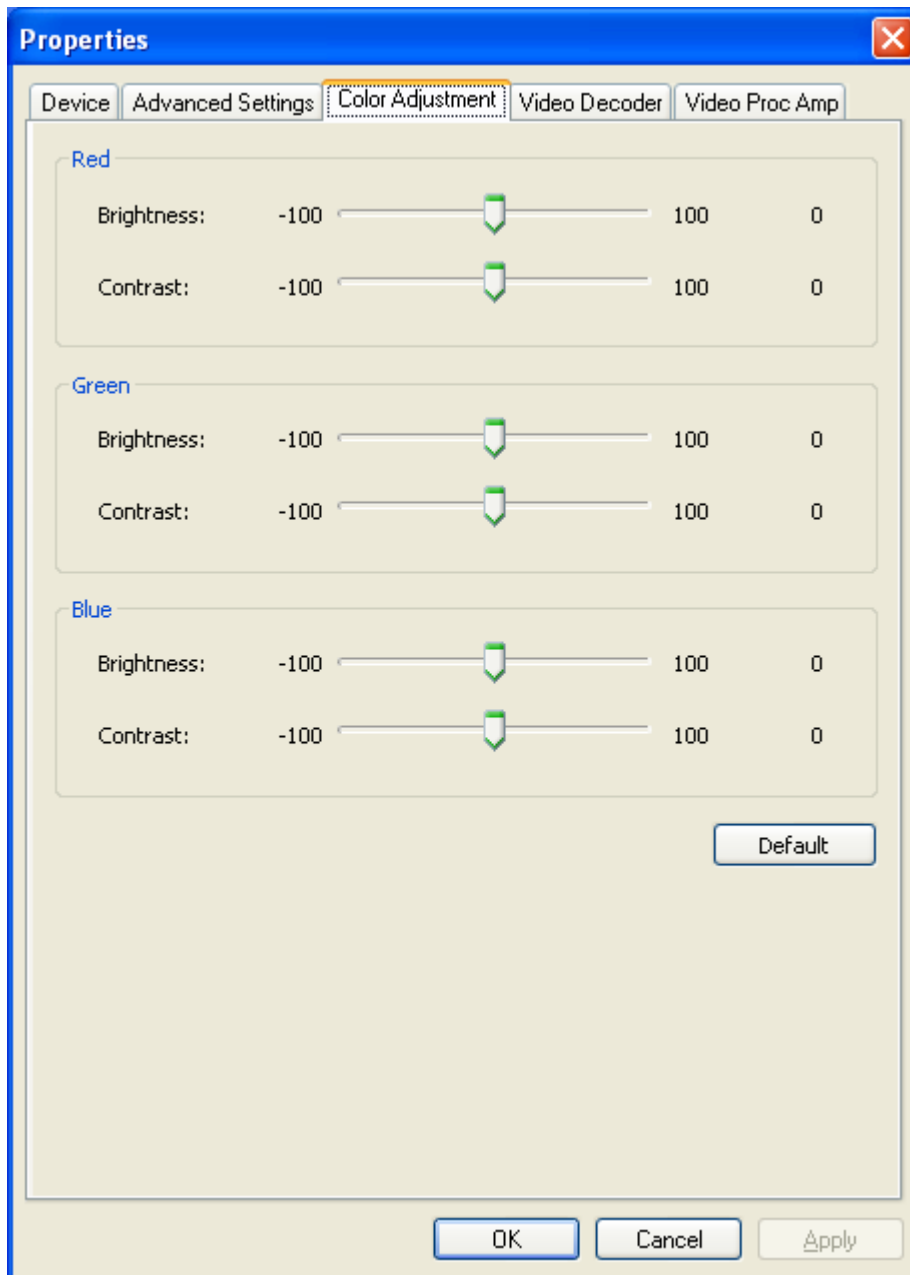 Properties
Device Advanced Settings Color Adjustment Video Decoder Video Proc Amp
Red
Brightness: -100 100 0
Contrast: -100 100 0
Green
Brightness: -100 100 0
Contrast: -100 100 0
Blue
Brightness: -100 100 0
Contrast: -100 100 0
Default
OK Cancel Apply